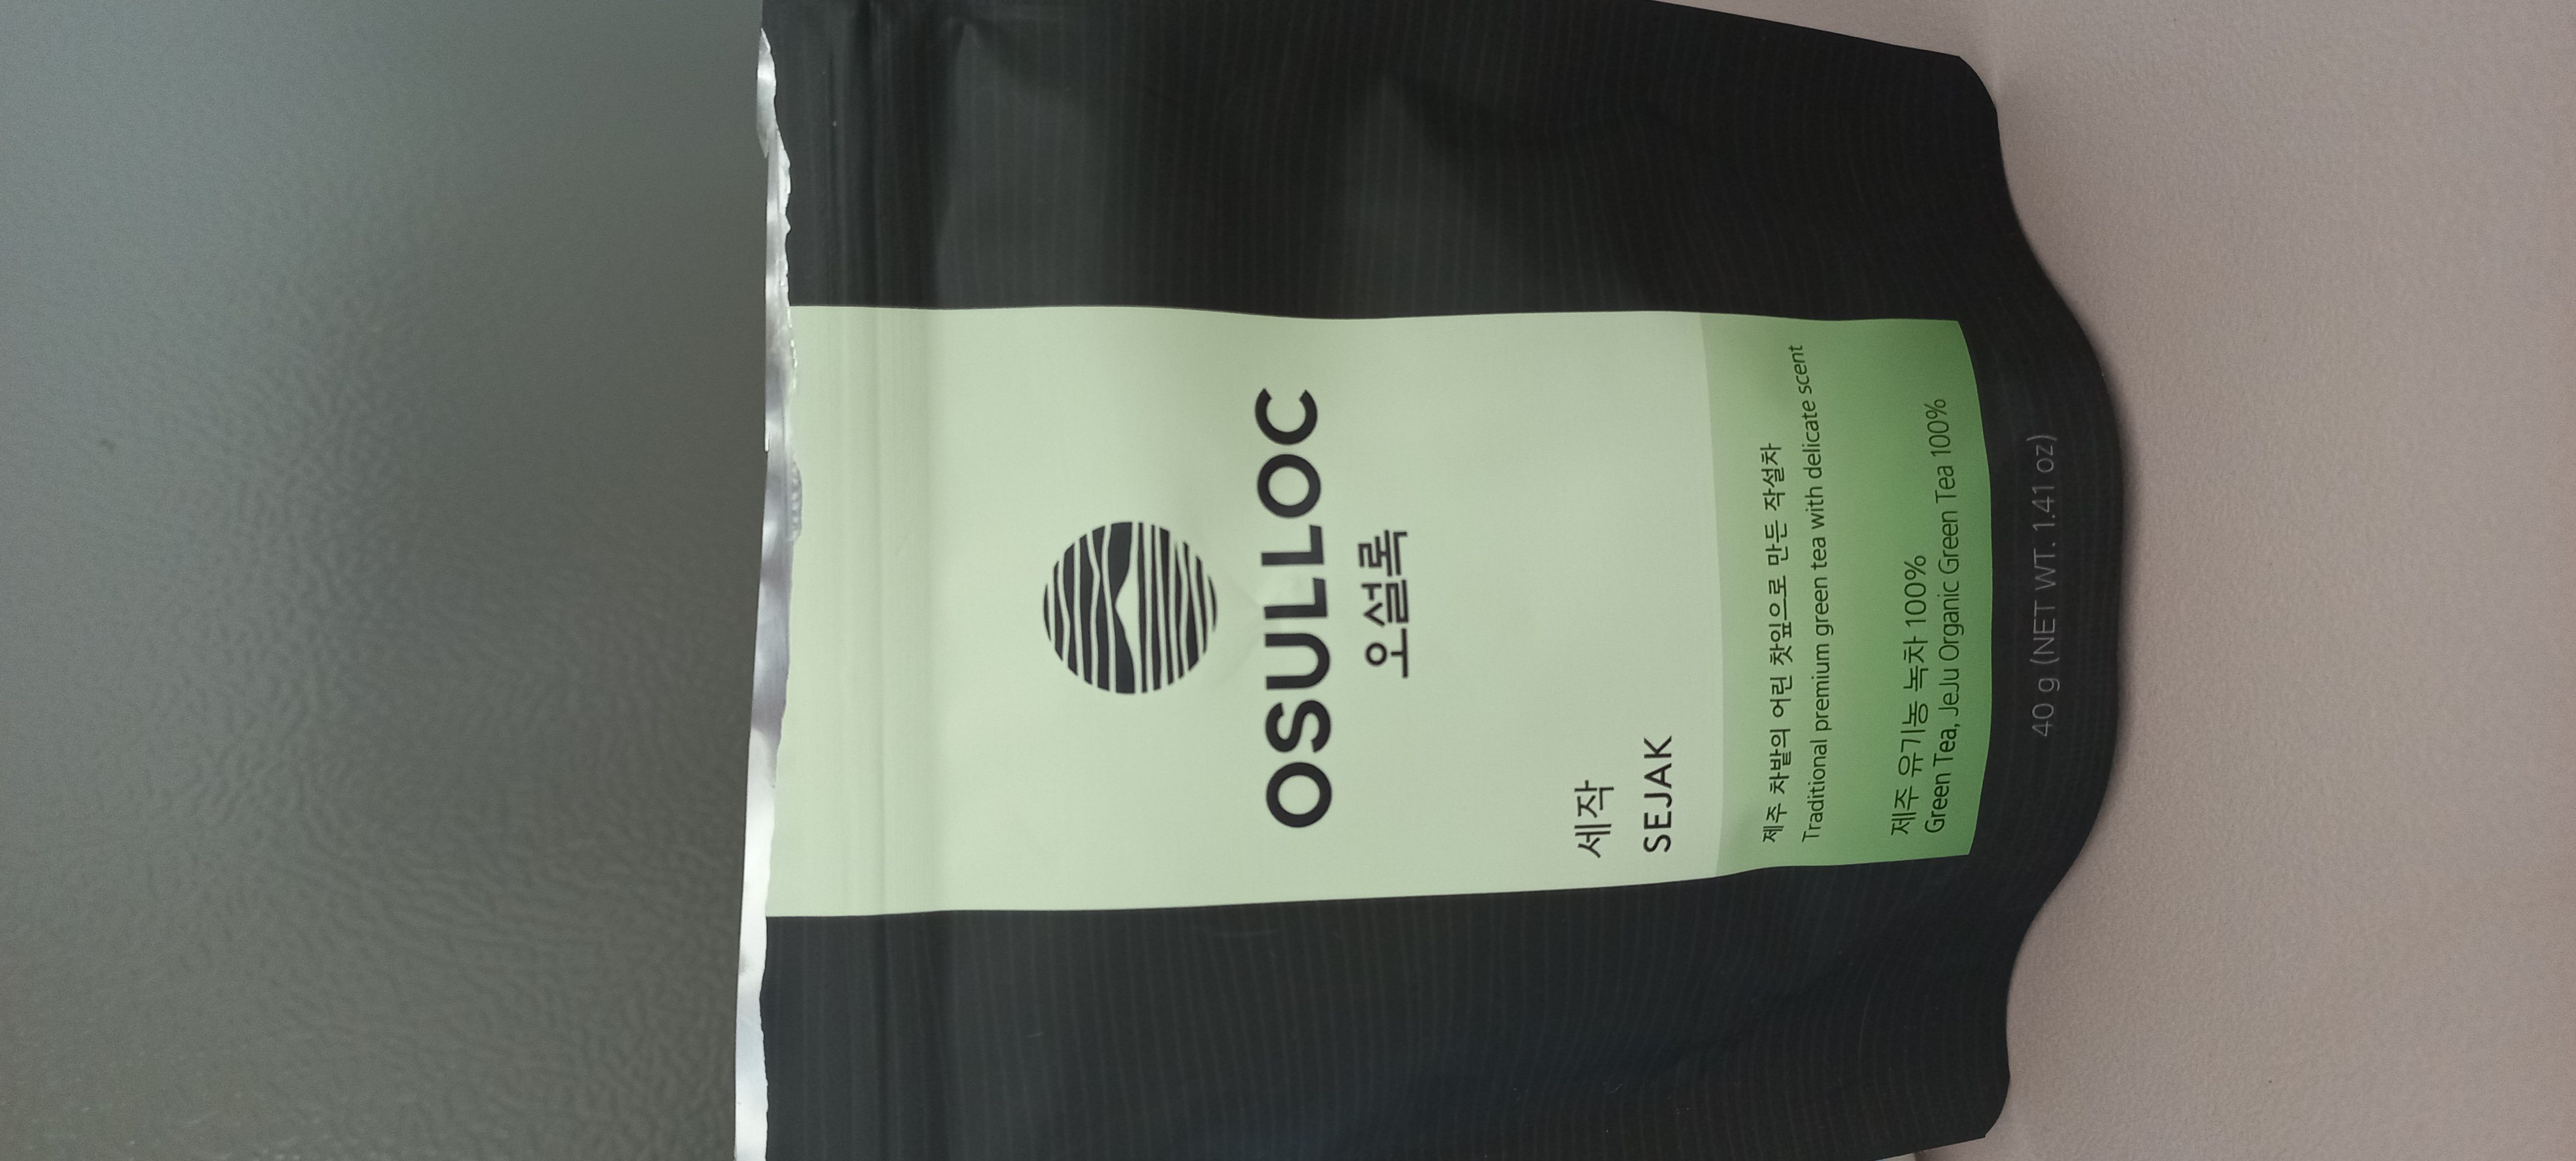 OSULLOC
오설록
세작
SEJAK
제주 차밭의 어린 찻잎으로 만든 작설차
Traditional premium green tea with delicate scent
제주 유기농 녹차 100%
Green Tea, JeJu Organic Green Tea 100%
40 g (NET WT. 1.41 oz)